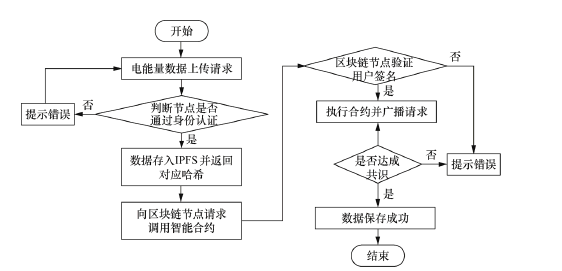 开始
电能量数据上传请求
判断节点是否
通过身份认证
否
提示错误
是
数据存入IPFS并返回
对应哈希
向区块链节点请求
调用智能合约
区块链节点验证
用户签名
否
是
执行合约并广播请求
是否达成
共识
否
提示错误
是
数据保存成功
结束